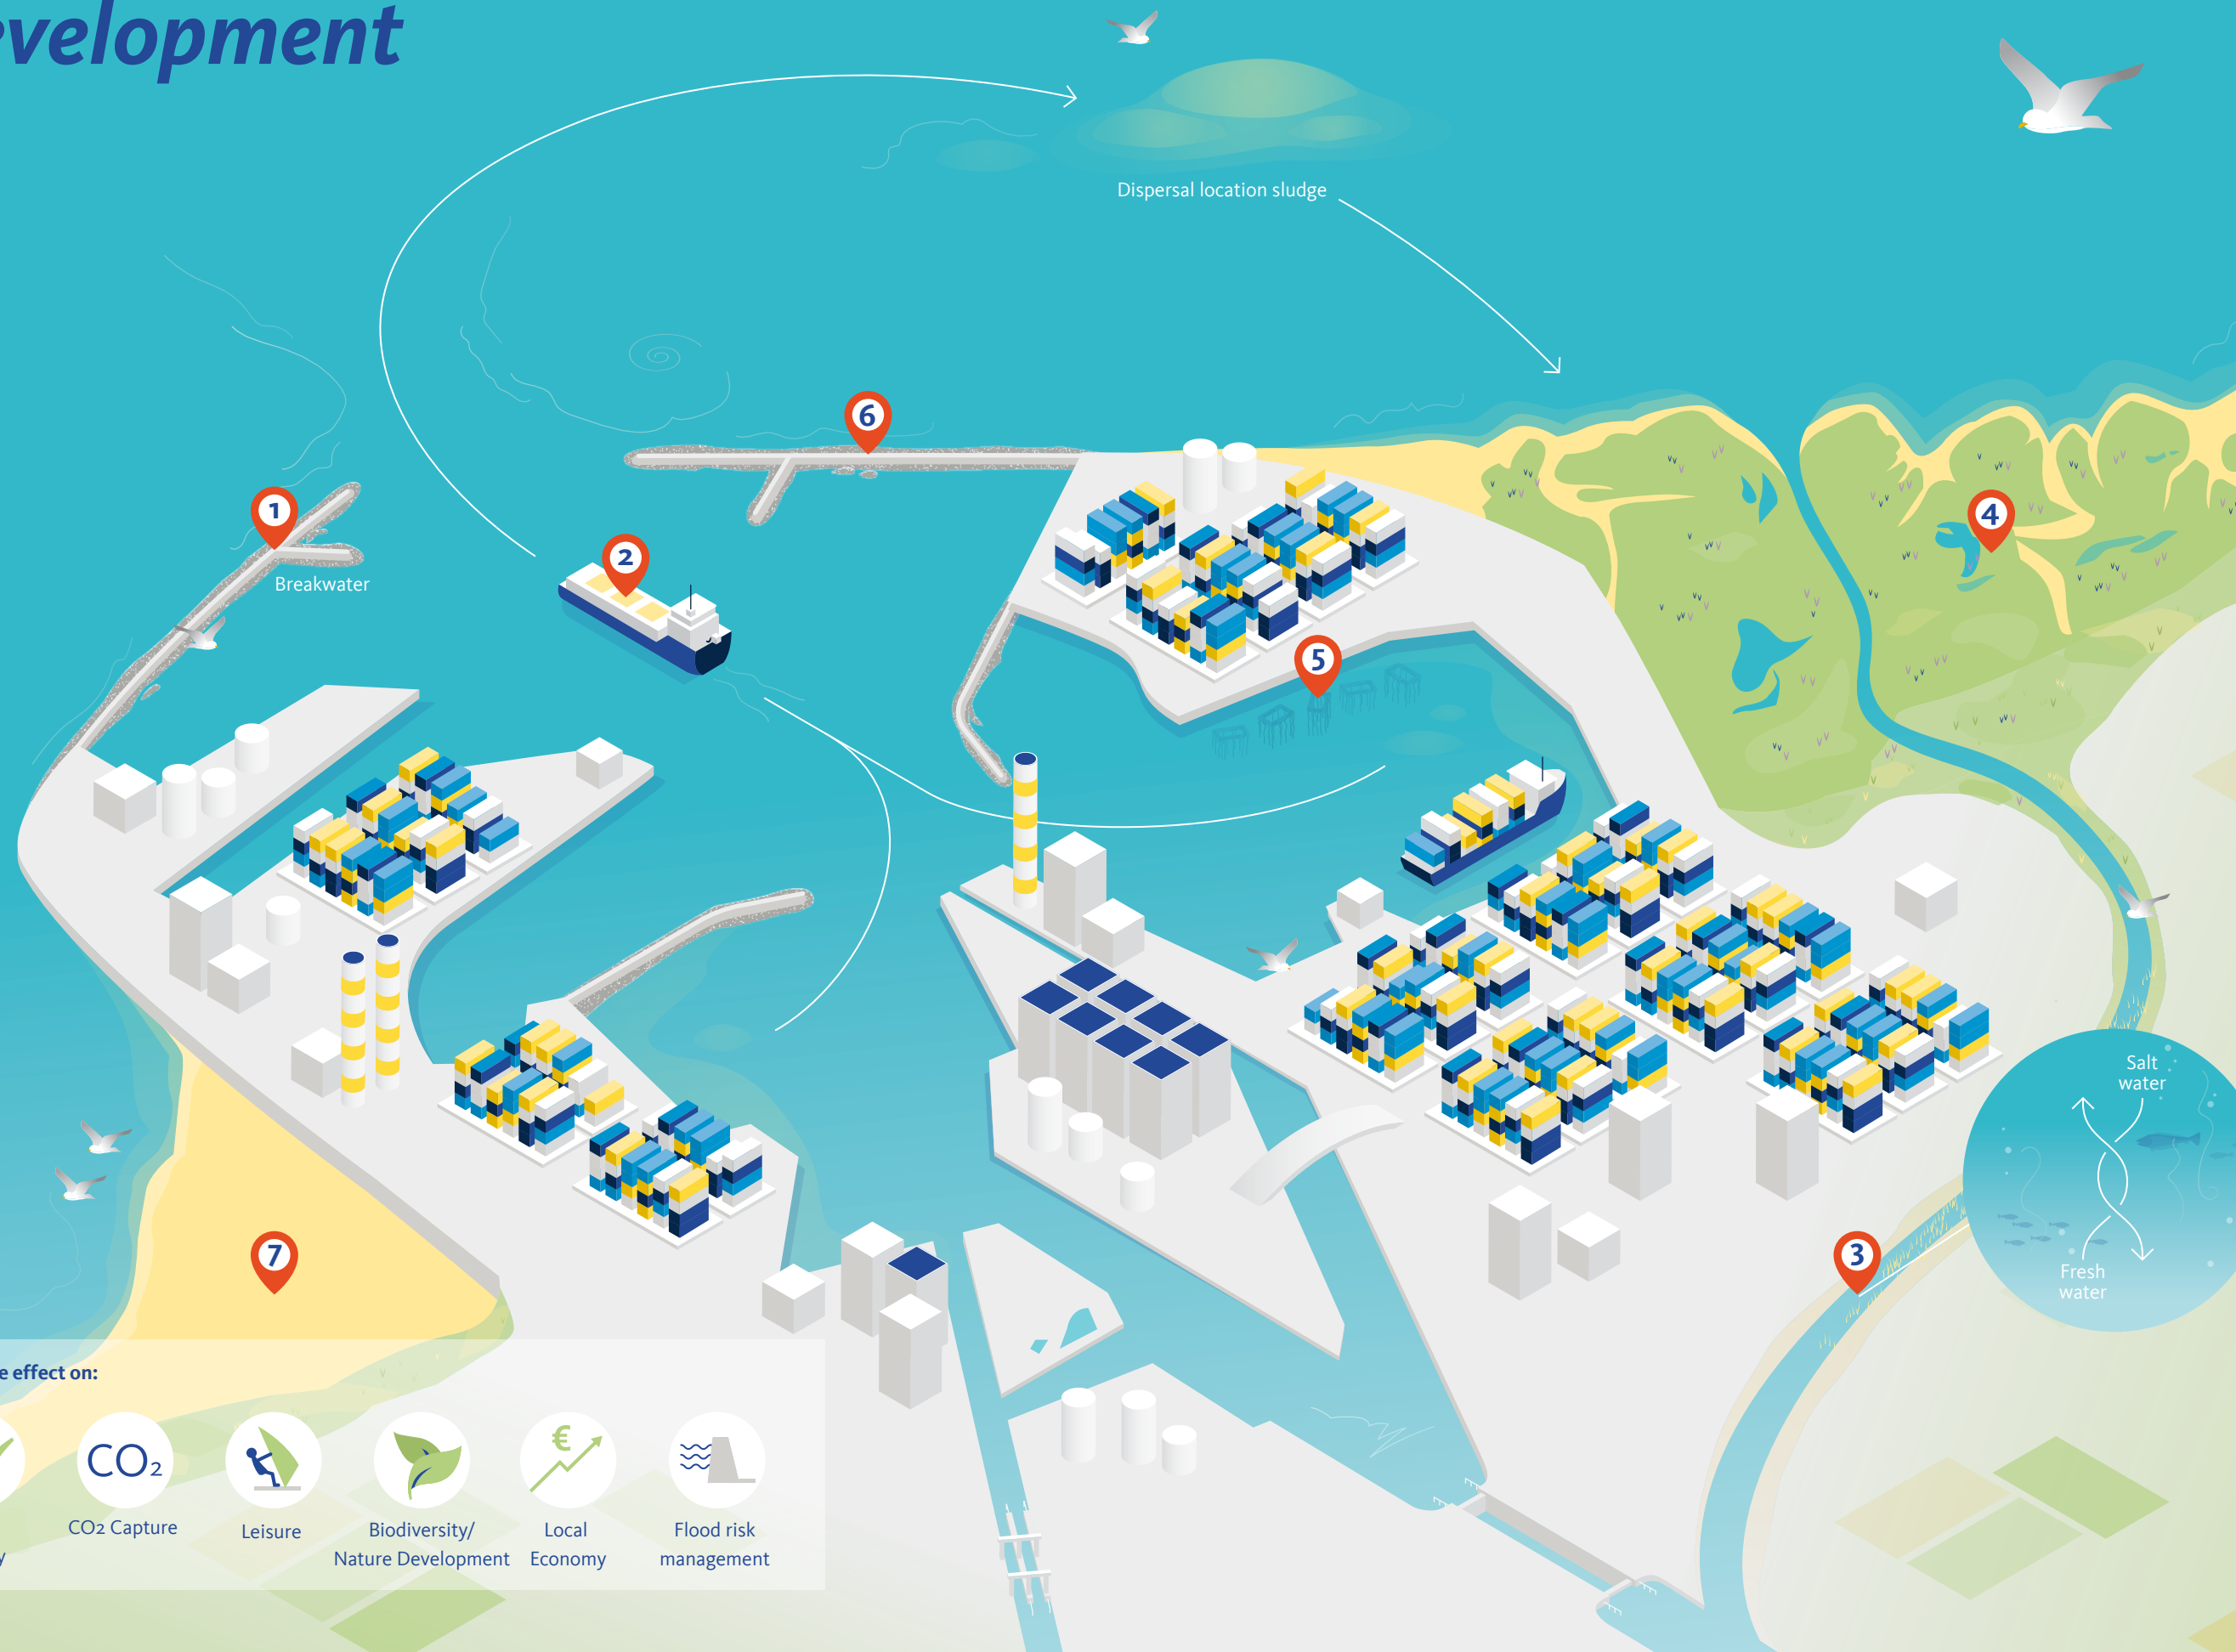 evelopment
Dispersal location sludge
6
1
4
2
Breakwater
5
Salt
water
7
3
Fresh
water
e effect on:
€
CO2
CO2 Capture
Leisure
Biodiversity/
Nature Development
Local
Economy
Flood risk
management
y